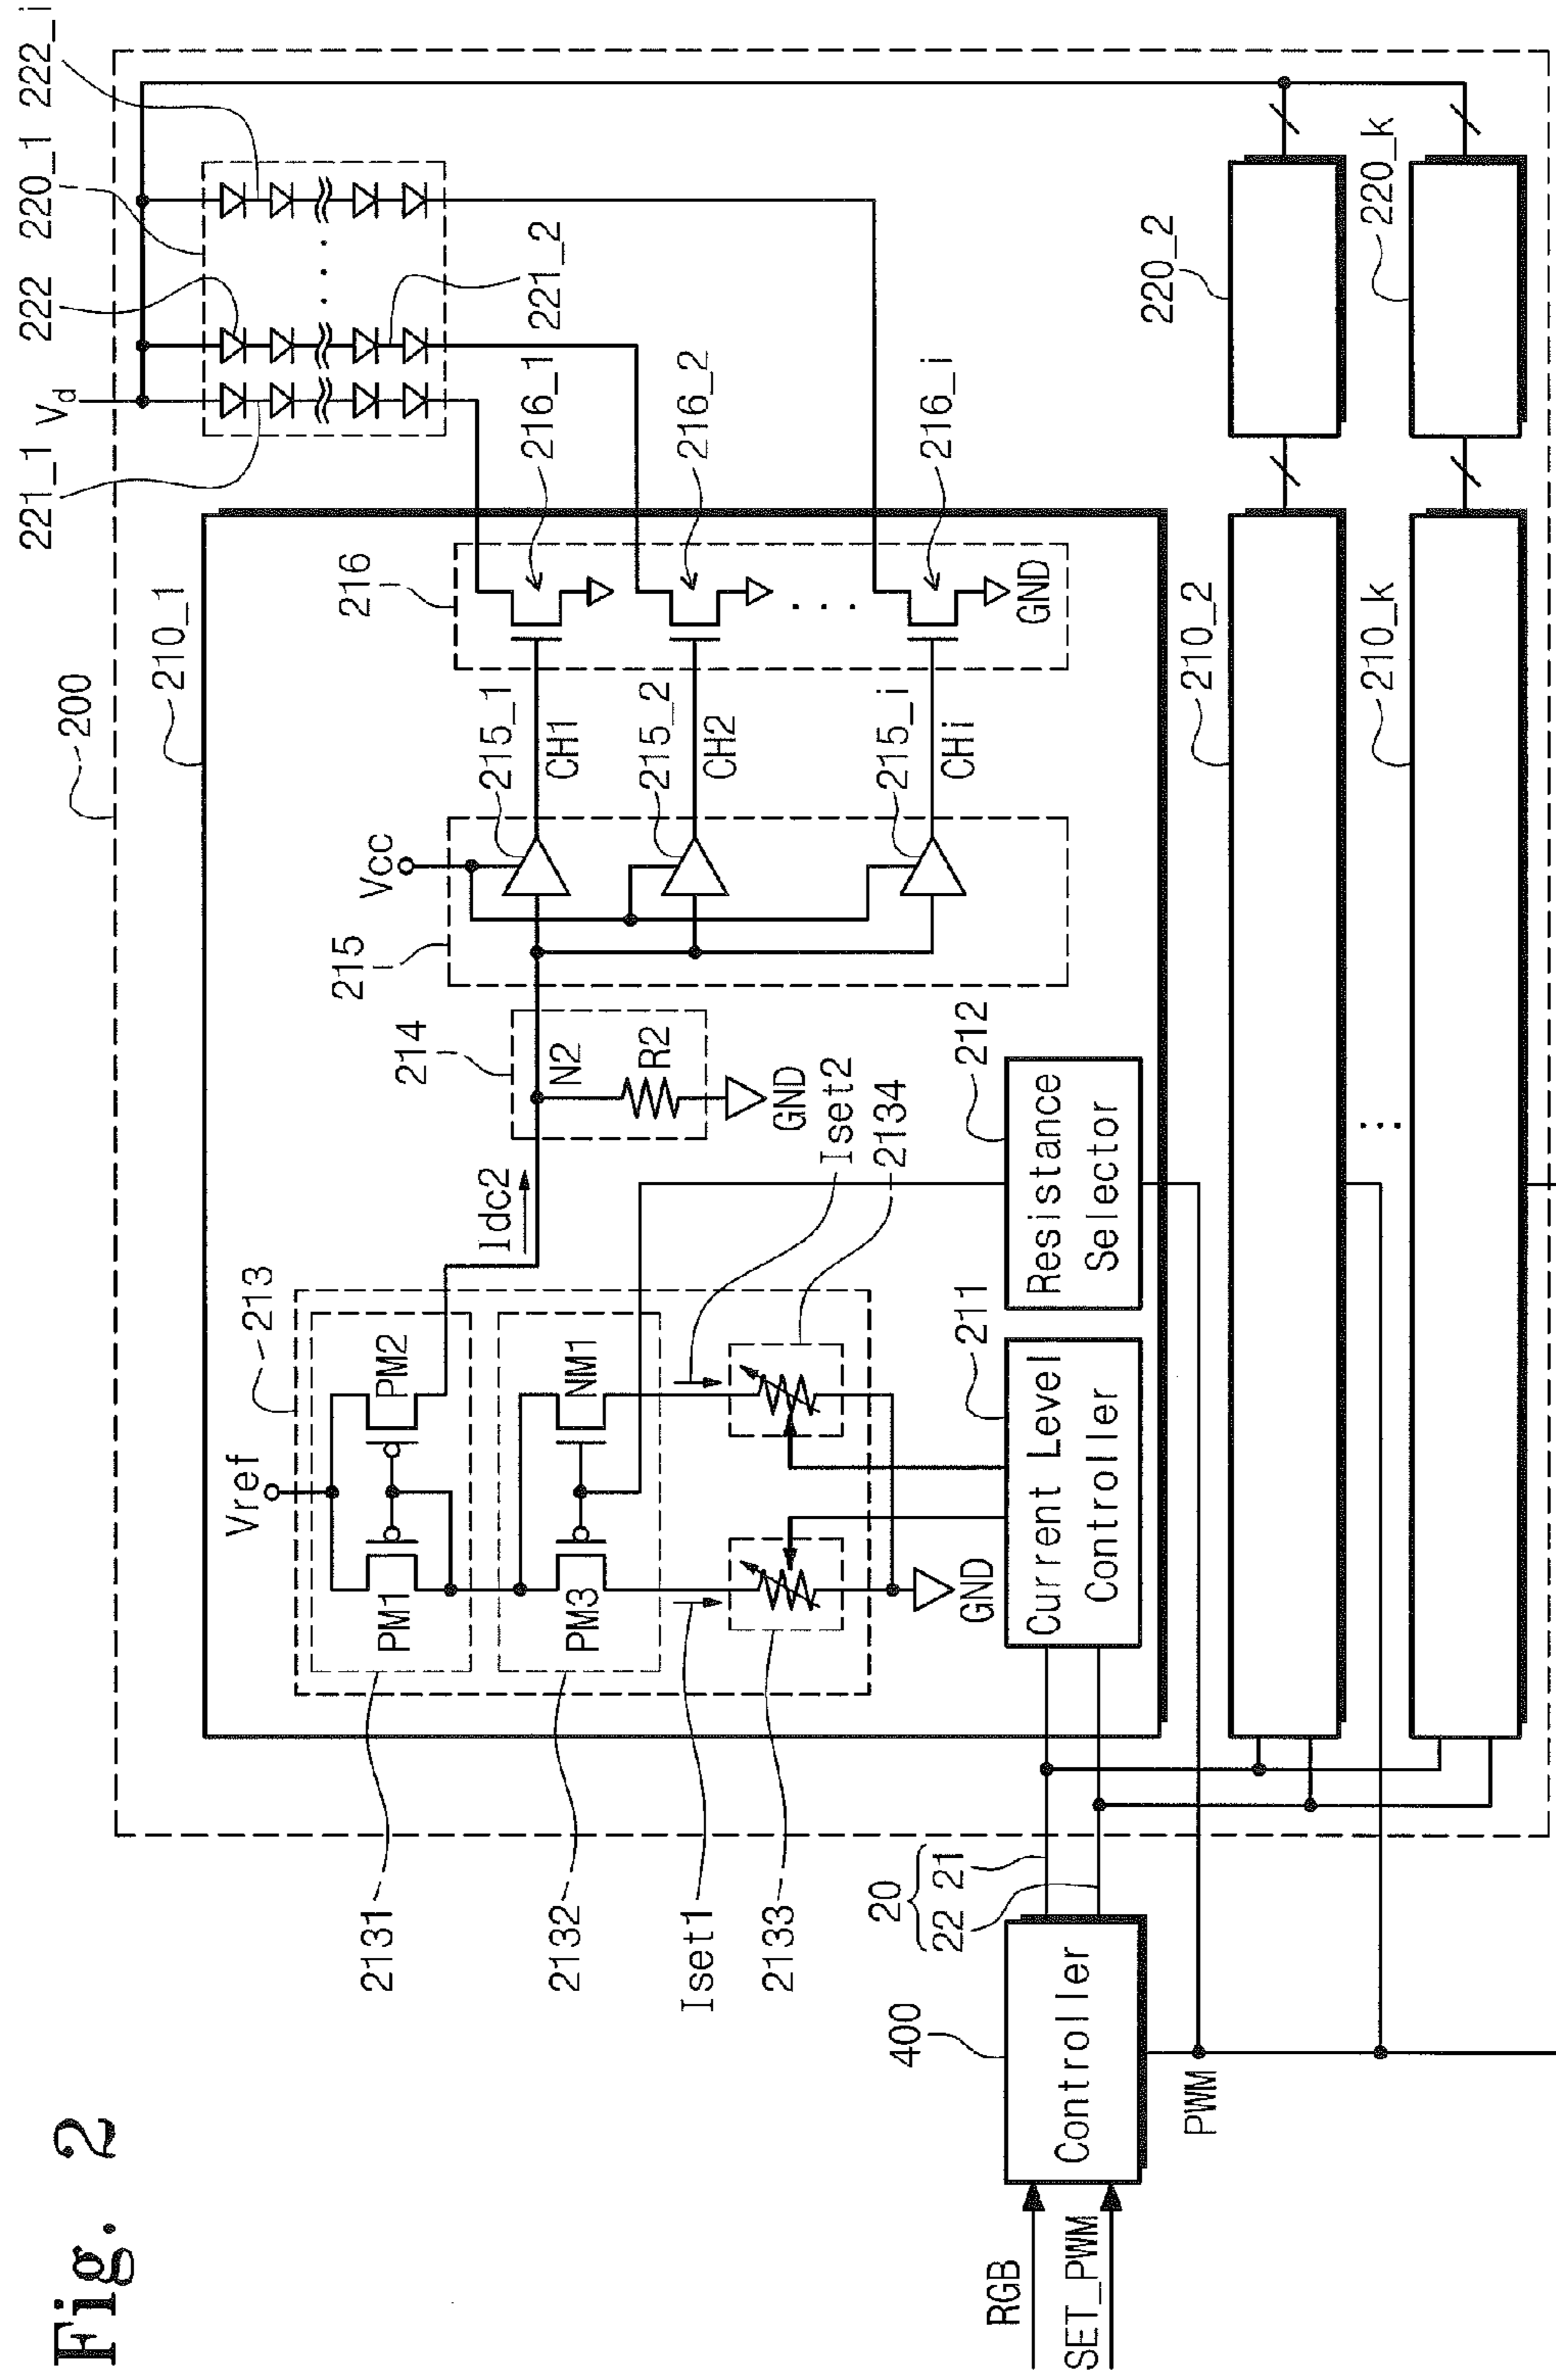 Fig. 2
200
210_1
Vd
221_1
222
220_1
222_i
221_2
213
Vref
PM1
PM2
2131
PM3
NM1
2132
Iset1
Iset2
2133
2134
GND
Idc2
214
N2
R2
GND
215
Vcc
215_1
215_2
215_i
CH1
CH2
CHi
216
216_1
216_2
216_i
GND
. . .
211
Current Level
Controller
212
Resistance
Selector
20
21
22
400
Controller
RGB
SET_PWM
PWM
210_2
220_2
210_k
220_k